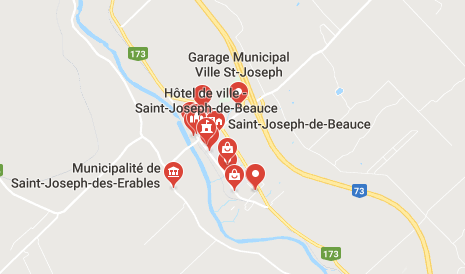 173
Garage Municipal
Ville St-Joseph
Hôtel de ville -
Saint-Joseph-de-Beauce
Saint-Joseph-de-Beauce
Municipalité de
Saint-Joseph-des-Erables
73
173